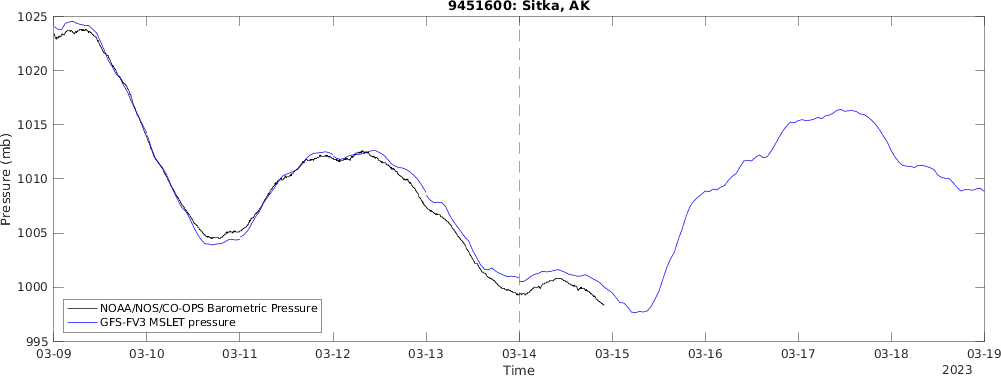 9451600: Sitka, AK
Pressure (mb)
1025
1020
1015
1010
1005
1000
995
NOAA/NOS/CO-OPS Barometric Pressure
GFS-FV3 MSLET pressure
03-09 03-10 03-11 03-12 03-13 03-14 03-15 03-16 03-17 03-18 03-19
Time
2023